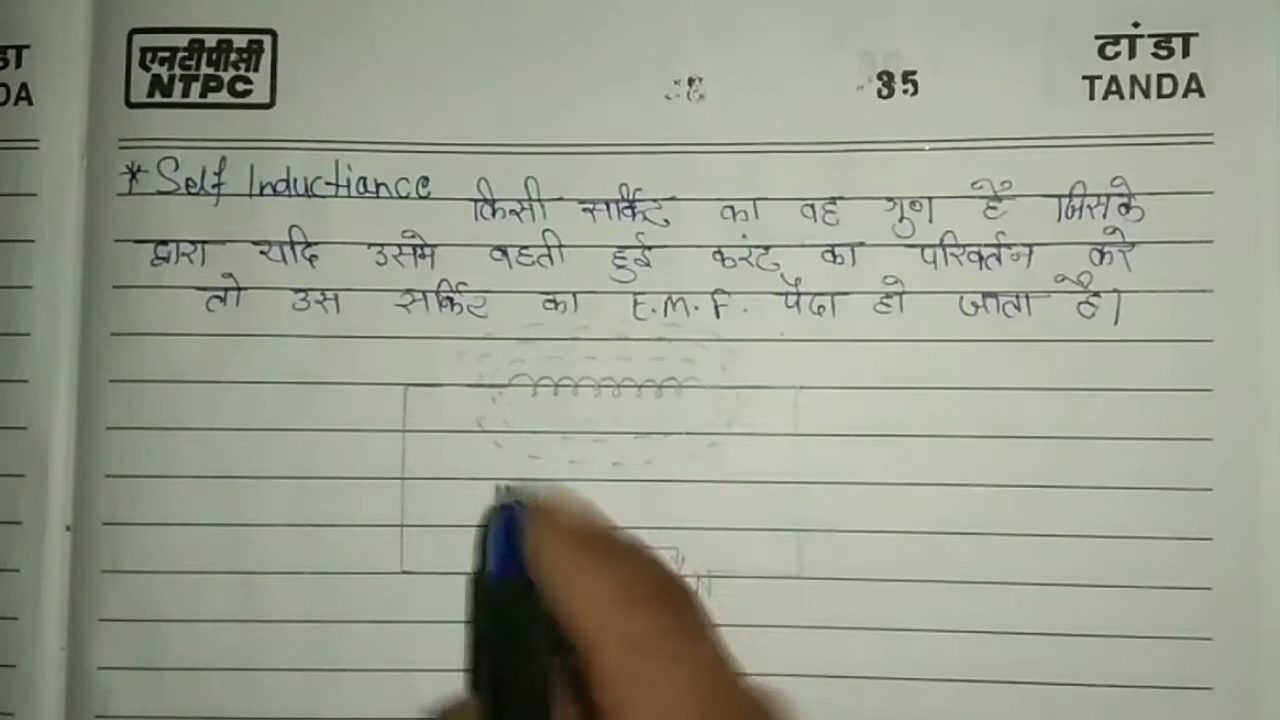 डा
DA
एनटीपीसी
NTPC
35
टांडा
TANDA
* Self Inductiance किसी सर्किट का वह गुण हैं जिसके
द्वारा यदि उसमे बहती हुई करंट का परिवर्तन करे
तो उस सर्किट का E.M.F. पैदा हो जाता है।